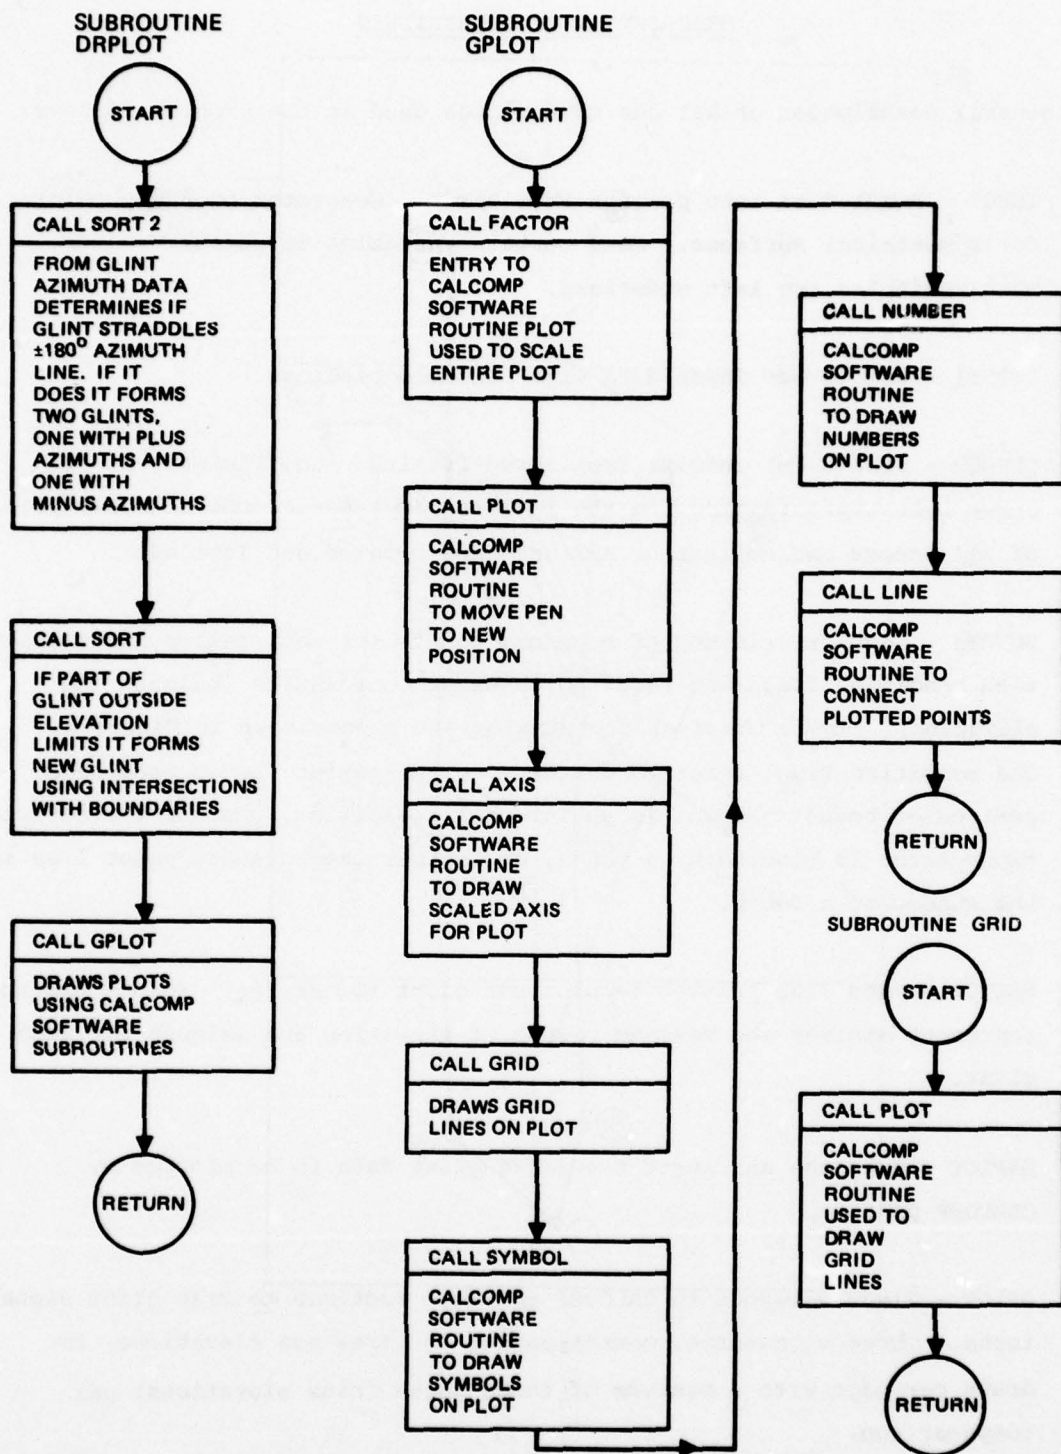 SUBROUTINE
DRPLOT
START
CALL SORT 2
FROM GLINT
AZIMUTH DATA
DETERMINES IF
GLINT STRADDLES
±180° AZIMUTH
LINE. IF IT
DOES IT FORMS
TWO GLINTS,
ONE WITH PLUS
AZIMUTHS AND
ONE WITH
MINUS AZIMUTHS
CALL SORT
IF PART OF
GLINT OUTSIDE
ELEVATION
LIMITS IT FORMS
NEW GLINT
USING INTERSECTIONS
WITH BOUNDARIES
CALL GPLOT
DRAWS PLOTS
USING CALCOMP
SOFTWARE
SUBROUTINES
RETURN
SUBROUTINE
GPLOT
START
CALL FACTOR
ENTRY TO
CALCOMP
SOFTWARE
ROUTINE PLOT
USED TO SCALE
ENTIRE PLOT
CALL PLOT
CALCOMP
SOFTWARE
ROUTINE
TO MOVE PEN
TO NEW
POSITION
CALL AXIS
CALCOMP
SOFTWARE
ROUTINE
TO DRAW
SCALED AXIS
FOR PLOT
CALL GRID
DRAWS GRID
LINES ON PLOT
CALL SYMBOL
CALCOMP
SOFTWARE
ROUTINE
TO DRAW
SYMBOLS
ON PLOT
CALL NUMBER
CALCOMP
SOFTWARE
ROUTINE
TO DRAW
NUMBERS
ON PLOT
CALL LINE
CALCOMP
SOFTWARE
ROUTINE TO
CONNECT
PLOTTED POINTS
RETURN
SUBROUTINE GRID
START
CALL PLOT
CALCOMP
SOFTWARE
ROUTINE
USED TO
DRAW
GRID
LINES
RETURN